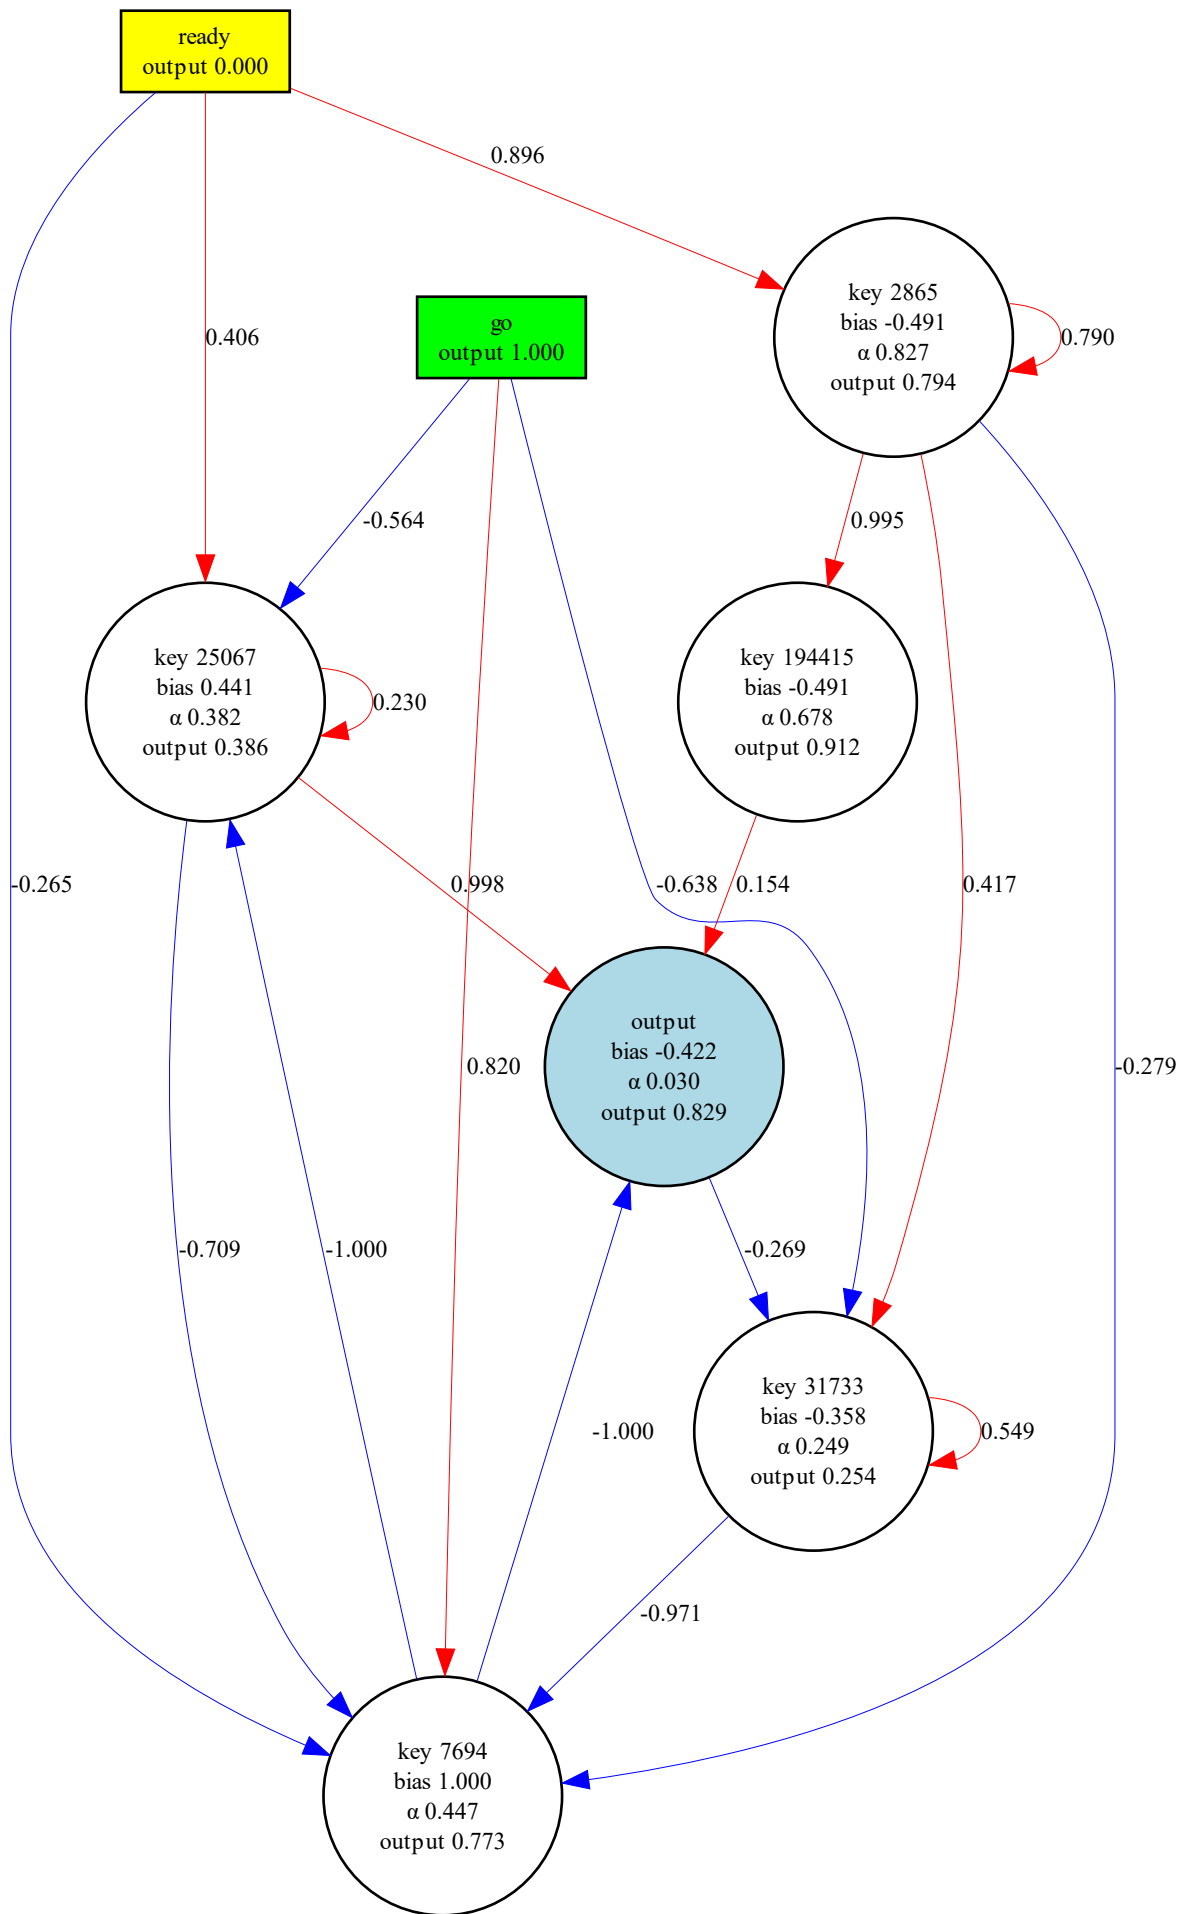 ready
output 0.000
0.896
key 2865
bias -0.491
α 0.827
output 0.794
0.790
go
output 1.000
0.406
-0.564
0.995
key 25067
bias 0.441
α 0.382
output 0.386
0.230
key 194415
bias -0.491
α 0.678
output 0.912
-0.265
0.998
-0.638
0.154
0.417
output
bias -0.422
α 0.030
output 0.829
0.820
-0.279
-0.709
-1.000
-0.269
-1.000
key 31733
bias -0.358
α 0.249
output 0.254
0.549
-0.971
key 7694
bias 1.000
α 0.447
output 0.773